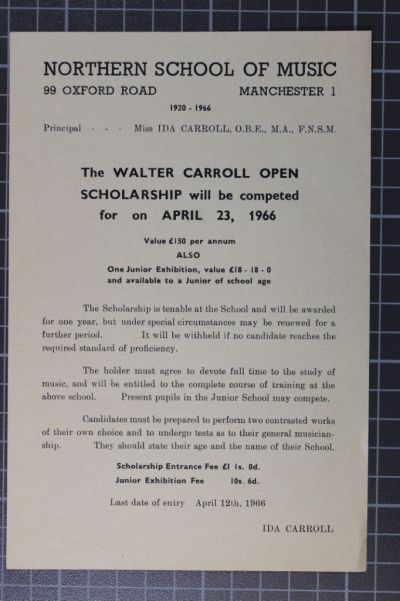 NORTHERN SCHOOL OF MUSIC
99 OXFORD ROAD MANCHESTER 1
1920 - 1966
Principal - - - Miss IDA CARROLL, O.B.E., M.A., F.N.S.M.
The WALTER CARROLL OPEN
SCHOLARSHIP will be competed
for on APRIL 23, 1966
Value £150 per annum
ALSO
One Junior Exhibition, value £18 - 18 - 0
and available to a Junior of school age
The Scholarship is tenable at the School and will be awarded
for one year, but under special circumstances may be renewed for a
further period. It will be withheld if no candidate reaches the
required standard of proficiency.
The holder must agree to devote full time to the study of
music, and will be entitled to the complete course of training at the
above school. Present pupils in the Junior School may compete.
Candidates must be prepared to perform two contrasted works
of their own choice and to undergo tests as to their general musician-
ship. They should state their age and the name of their School.
Scholarship Entrance Fee £1 1s. 0d.
Junior Exhibition Fee 10s. 6d.
Last date of entry April 12th, 1966
IDA CARROLL